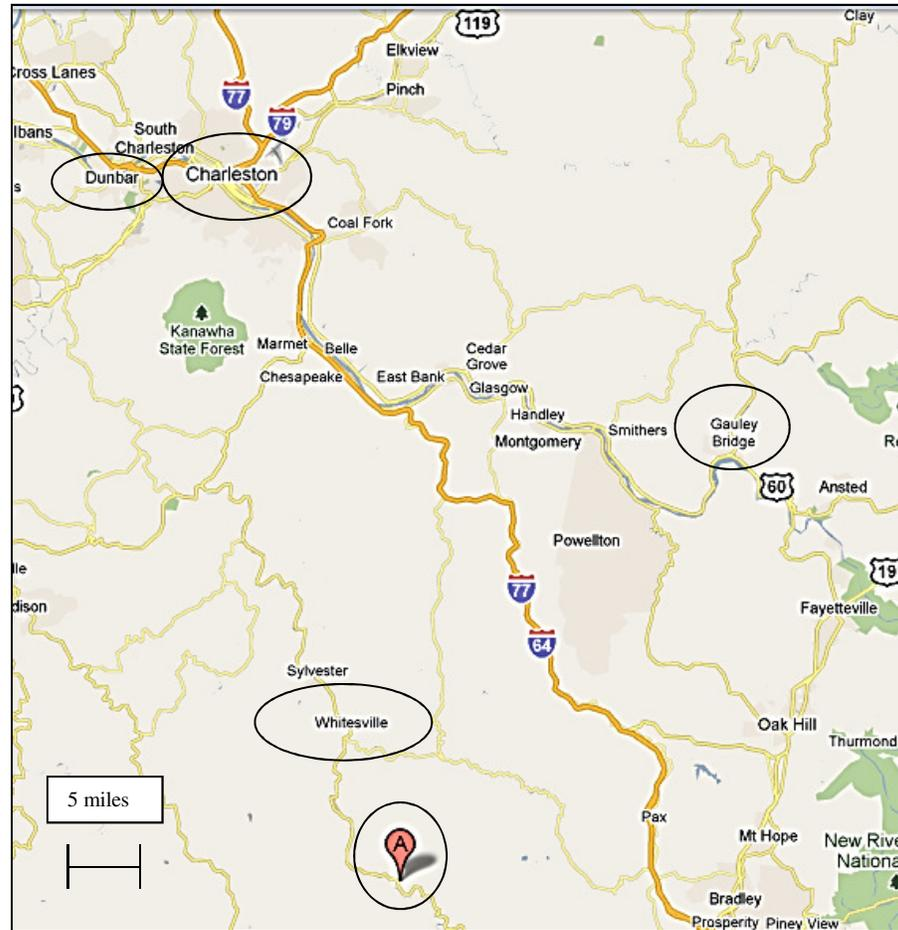 119
Clay
Elkview
Cross Lanes
77
Pinch
79
lbans
South
Charleston
Dunbar
Charleston
s
Coal Fork
Kanawha
State Forest
Marmet
Belle
Cedar
Grove
Chesapeake
East Bank
Glasgow
Handley
Montgomery
Smithers
Gauley
Bridge
60
Ansted
Powellton
lle
77
19
dison
Fayetteville
64
Sylvester
Whitesville
Oak Hill
Thurmond
5 miles
Pax
A
Mt Hope
New Rive
Nationa
Bradley
Prosperity
Piney View